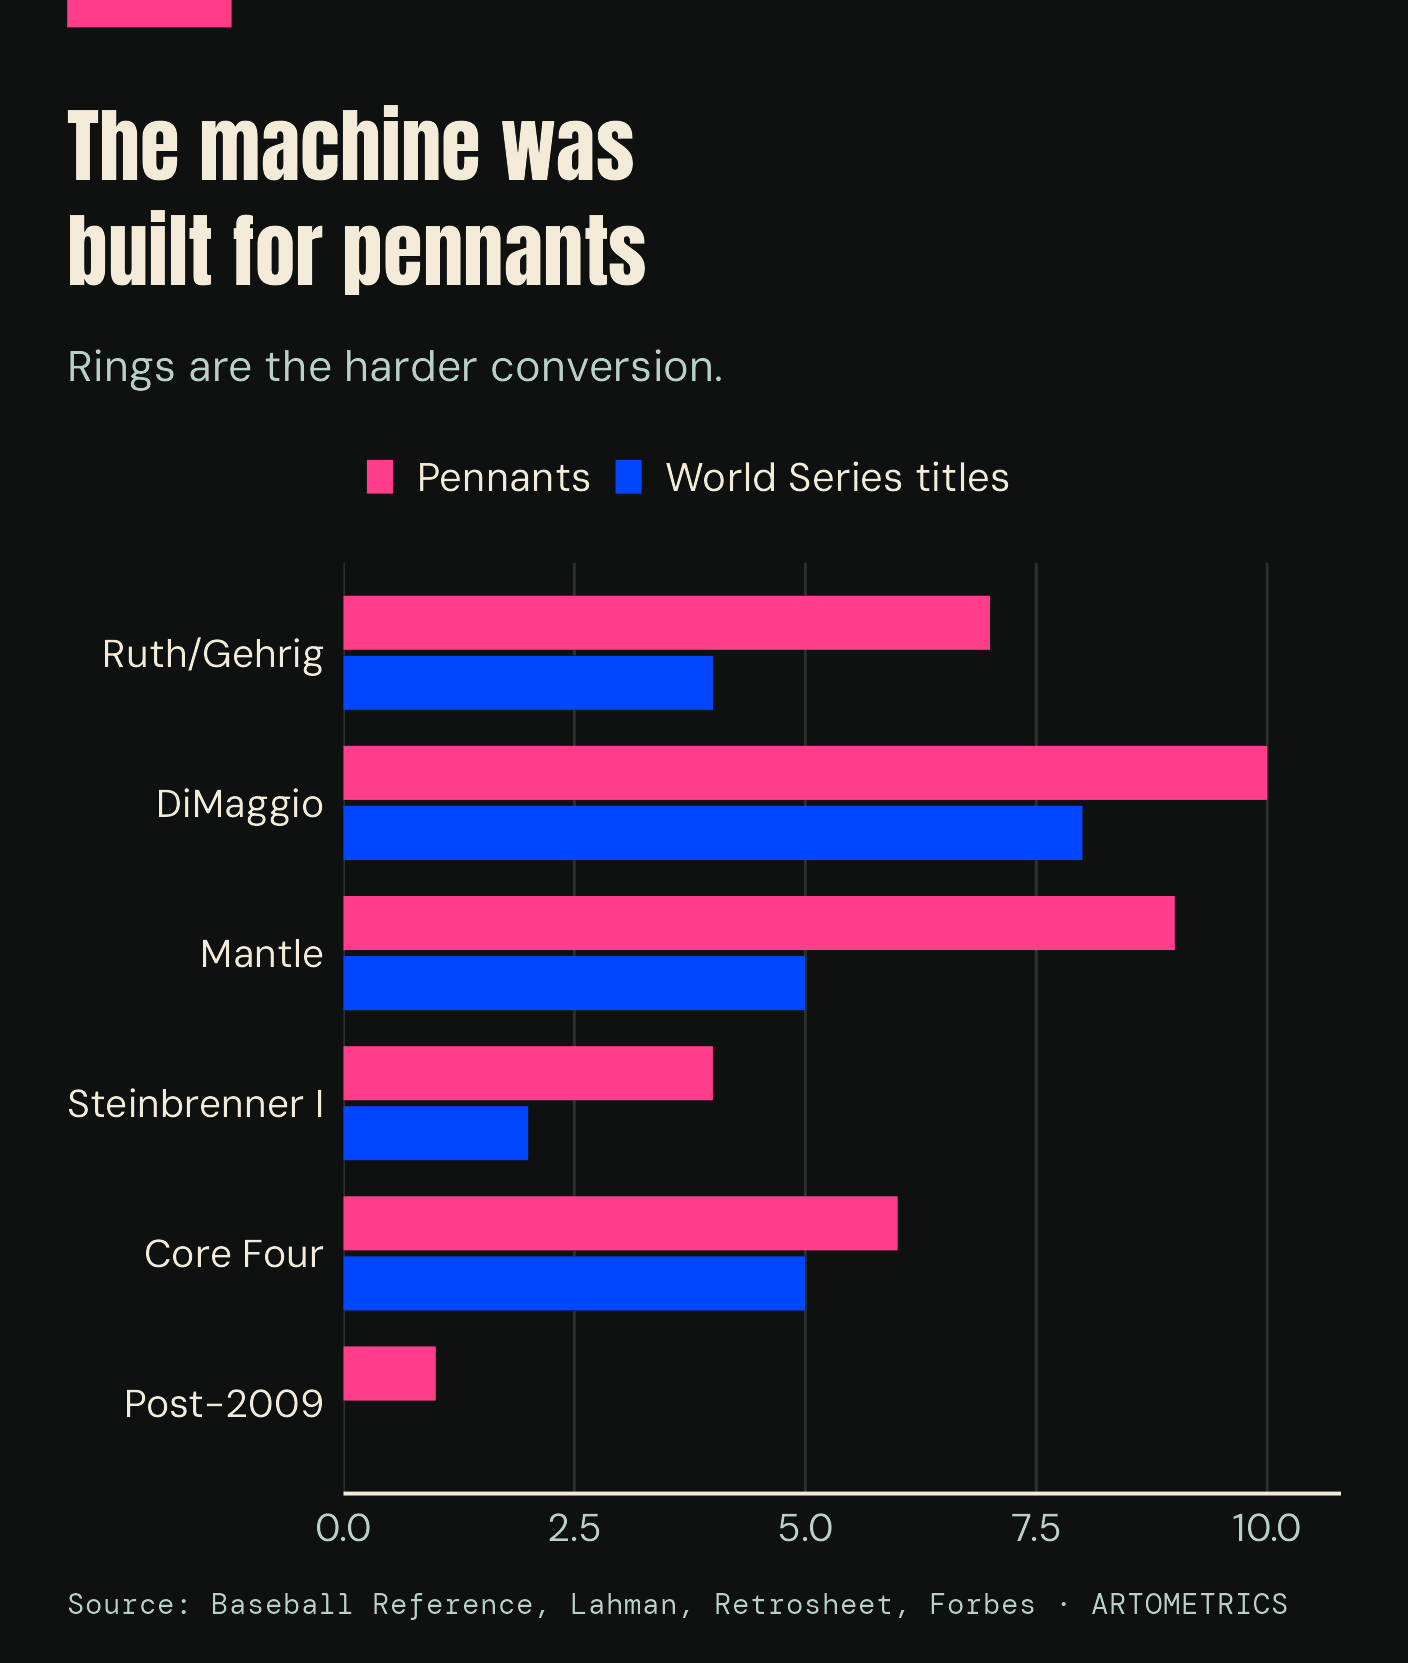 The machine was
built for pennants
Rings are the harder conversion.
Pennants World Series titles
Ruth/Gehrig
DiMaggio
Mantle
Steinbrenner I
Core Four
Post-2009
0.0 2.5 5.0 7.5 10.0
Source: Baseball Reference, Lahman, Retrosheet, Forbes · ARTOMETRICS